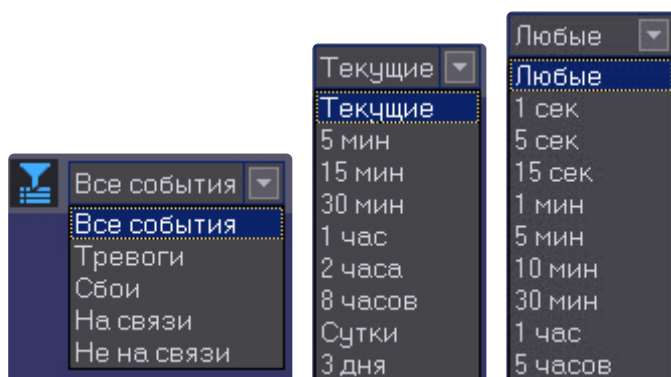 Все события
Все события
Тревоги
Сбои
На связи
Не на связи
Текущие
Текущие
5 мин
15 мин
30 мин
1 час
2 часа
8 часов
Сутки
3 дня
Любые
Любые
1 сек
5 сек
15 сек
1 мин
5 мин
10 мин
30 мин
1 час
5 часов